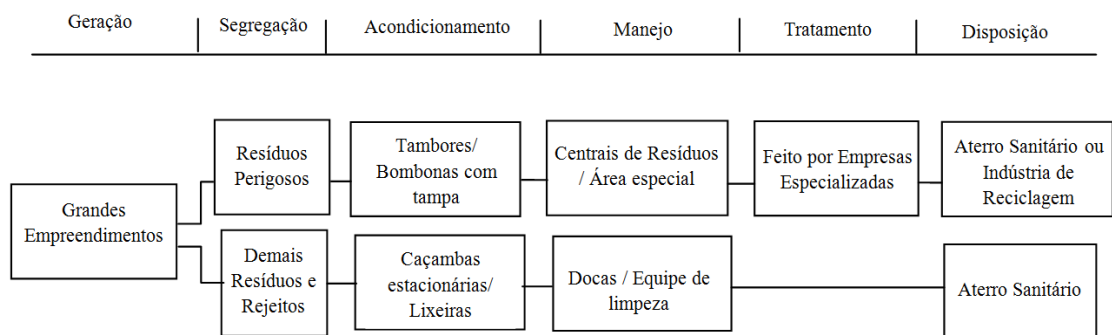 Geração
Segregação
Acondicionamento
Manejo
Tratamento
Disposição
Grandes
Empreendimentos
Resíduos
Perigosos
Tambores/
Bombonas com
tampa
Centrais de Resíduos
/ Área especial
Feito por Empresas
Especializadas
Aterro Sanitário ou
Indústria de
Reciclagem
Demais
Resíduos e
Rejeitos
Caçambas
estacionárias/
Lixeiras
Docas / Equipe de
limpeza
Aterro Sanitário